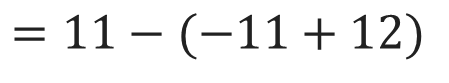 = 11 − (−11 + 12)